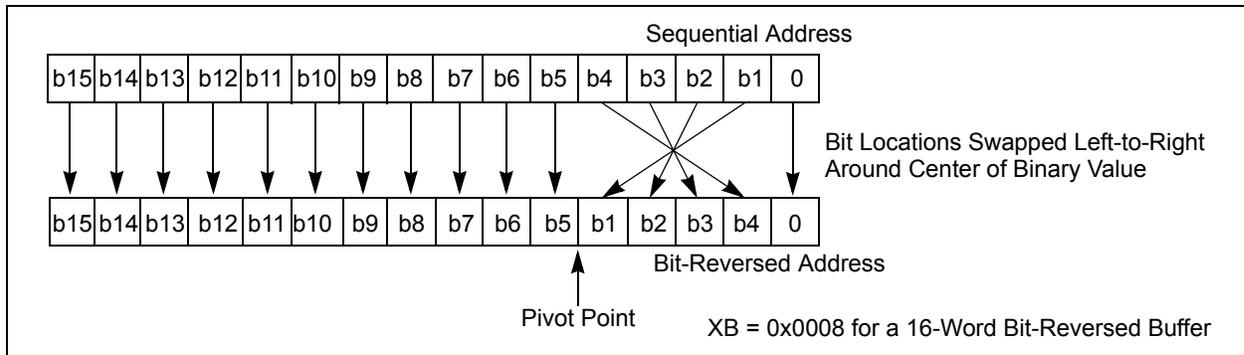 Sequential Address
b15 b14 b13 b12 b11 b10 b9 b8 b7 b6 b5 b4 b3 b2 b1 0
Bit Locations Swapped Left-to-Right
Around Center of Binary Value
b15 b14 b13 b12 b11 b10 b9 b8 b7 b6 b5 b1 b2 b3 b4 0
Bit-Reversed Address
Pivot Point
XB = 0x0008 for a 16-Word Bit-Reversed Buffer